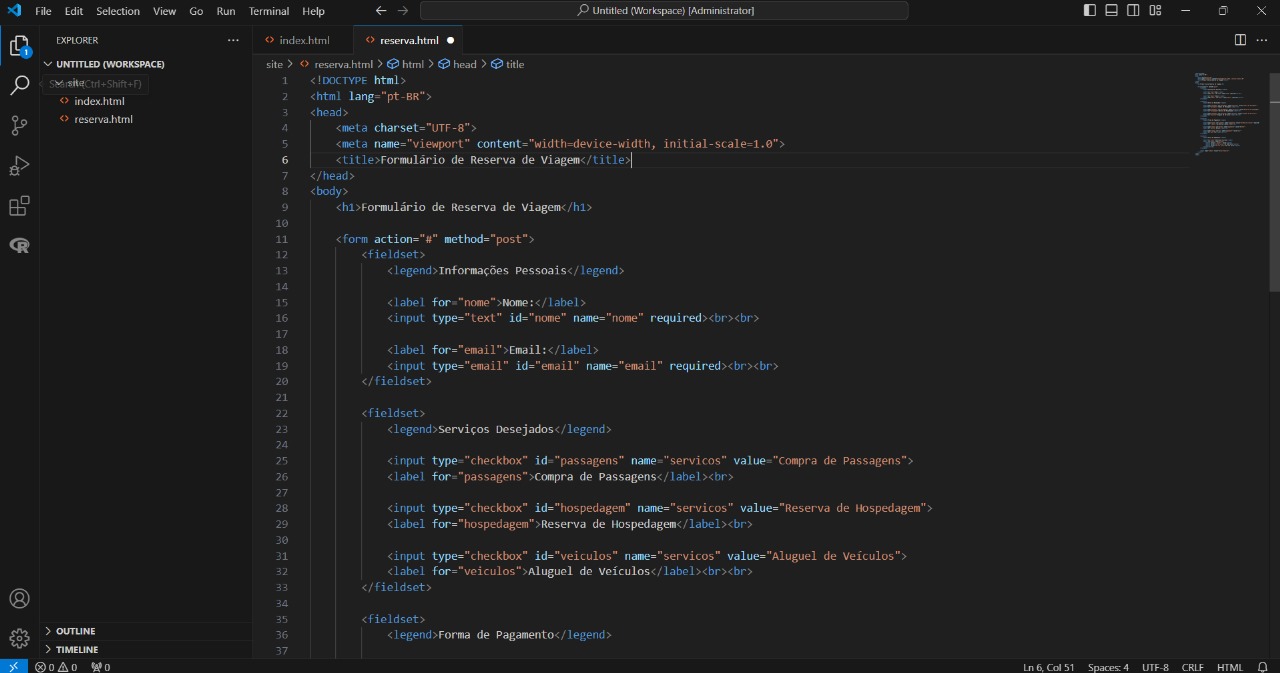 File Edit Selection View Go Run Terminal Help
Untitled (Workspace) [Administrator]
EXPLORER
index.html
reserva.html
UNTITLED (WORKSPACE)
site > reserva.html > html > head > title
Search (Ctrl+Shift+F)
site
index.html
reserva.html
1 <!DOCTYPE html>
2 <html lang="pt-BR">
3 <head>
4 <meta charset="UTF-8">
5 <meta name="viewport" content="width=device-width, initial-scale=1.0">
6 <title>Formulário de Reserva de Viagem</title>
7 </head>
8 <body>
9 <h1>Formulário de Reserva de Viagem</h1>
10
11 <form action="#" method="post">
12 <fieldset>
13 <legend>Informações Pessoais</legend>
14
15 <label for="nome">Nome:</label>
16 <input type="text" id="nome" name="nome" required><br><br>
17
18 <label for="email">Email:</label>
19 <input type="email" id="email" name="email" required><br><br>
20 </fieldset>
21
22 <fieldset>
23 <legend>Serviços Desejados</legend>
24
25 <input type="checkbox" id="passagens" name="servicos" value="Compra de Passagens">
26 <label for="passagens">Compra de Passagens</label><br>
27
28 <input type="checkbox" id="hospedagem" name="servicos" value="Reserva de Hospedagem">
29 <label for="hospedagem">Reserva de Hospedagem</label><br>
30
31 <input type="checkbox" id="veiculos" name="servicos" value="Aluguel de Veículos">
32 <label for="veiculos">Aluguel de Veículos</label><br><br>
33 </fieldset>
34
35 <fieldset>
36 <legend>Forma de Pagamento</legend>
37
OUTLINE
TIMELINE
1
0 0 0
Ln 6, Col 51 Spaces: 4 UTF-8 CRLF HTML